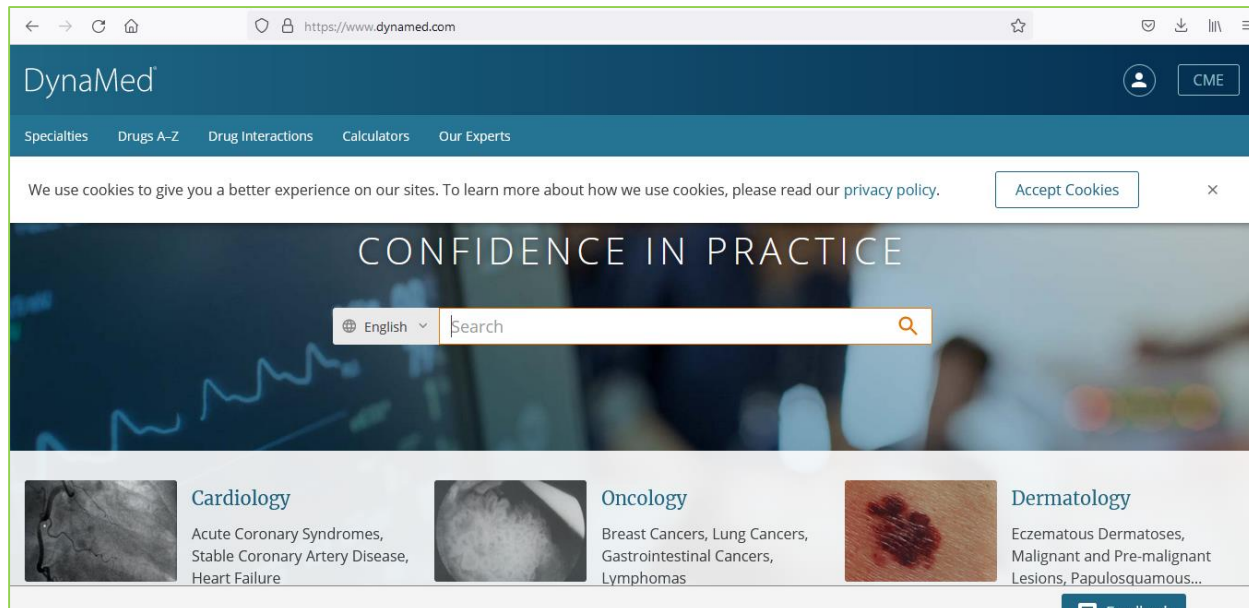 https://www.dynamed.com
DynaMed®
CME
Specialties Drugs A–Z Drug Interactions Calculators Our Experts
We use cookies to give you a better experience on our sites. To learn more about how we use cookies, please read our privacy policy.
Accept Cookies
CONFIDENCE IN PRACTICE
English
Search
Cardiology
Acute Coronary Syndromes,
Stable Coronary Artery Disease,
Heart Failure
Oncology
Breast Cancers, Lung Cancers,
Gastrointestinal Cancers,
Lymphomas
Dermatology
Eczematous Dermatoses,
Malignant and Pre-malignant
Lesions, Papulosquamous...